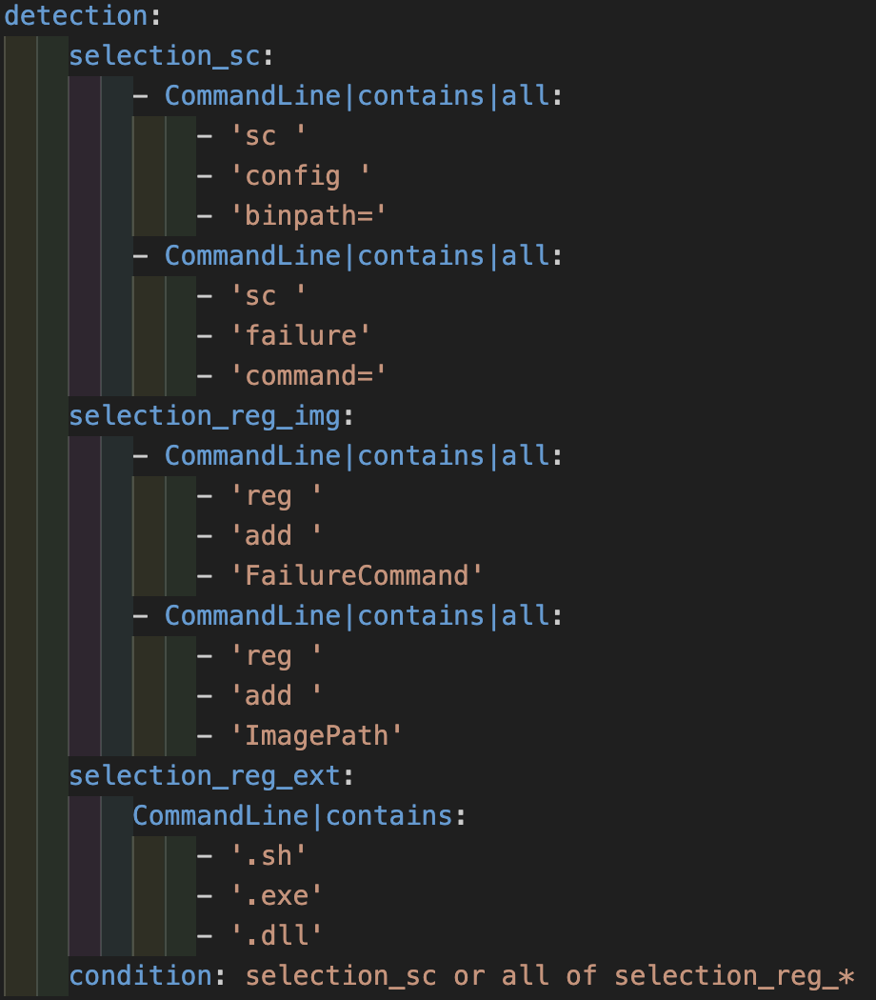 detection:
    selection_sc:
        - CommandLine|contains|all:
            - 'sc '
            - 'config '
            - 'binpath='
        - CommandLine|contains|all:
            - 'sc '
            - 'failure'
            - 'command='
    selection_reg_img:
        - CommandLine|contains|all:
            - 'reg '
            - 'add '
            - 'FailureCommand'
        - CommandLine|contains|all:
            - 'reg '
            - 'add '
            - 'ImagePath'
    selection_reg_ext:
        CommandLine|contains:
            - '.sh'
            - '.exe'
            - '.dll'
    condition: selection_sc or all of selection_reg_*